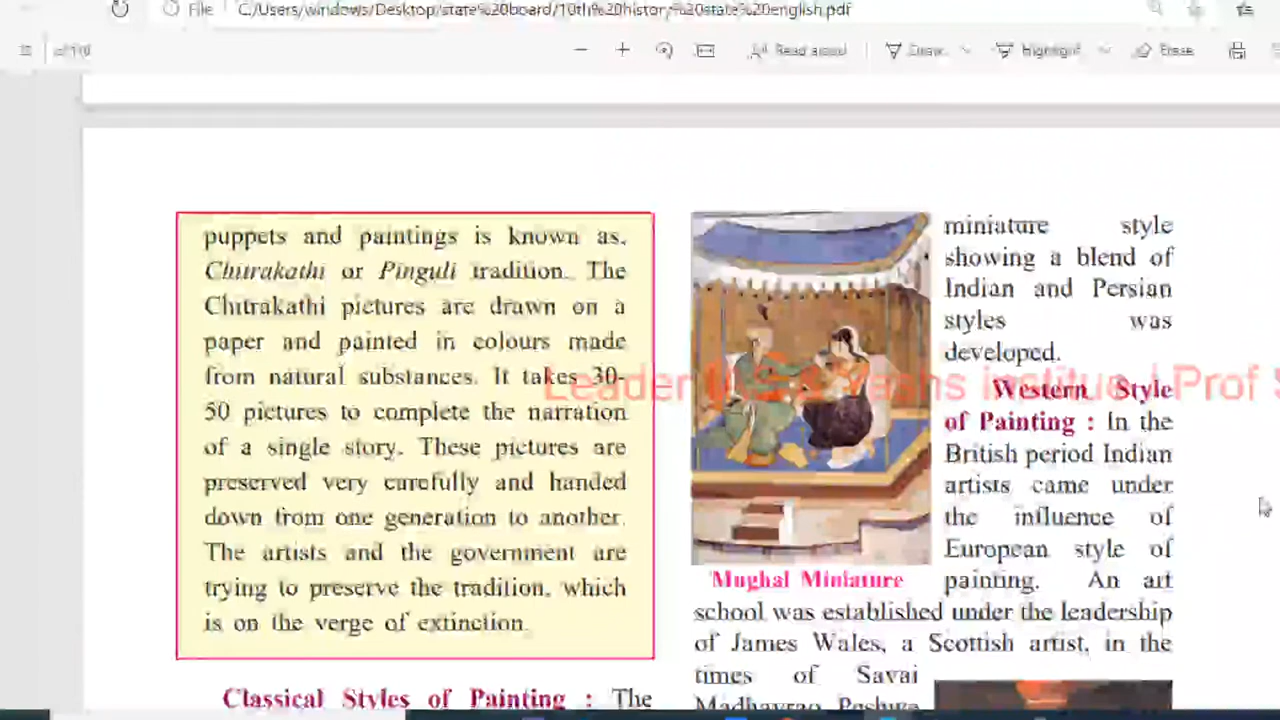 File C:/Users/windows/Desktop/state%20board/10th%20history%20state%20english.pdf
Read aloud Draw Highlight Erase
puppets and paintings is known as,
Chitrakathi or Pinguli tradition. The
Chitrakathi pictures are drawn on a
paper and painted in colours made
from natural substances. It takes 30-
50 pictures to complete the narration
of a single story. These pictures are
preserved very carefully and handed
down from one generation to another.
The artists and the government are
trying to preserve the tradition, which
is on the verge of extinction.
Classical Styles of Painting : The
Mughal Miniature
miniature style
showing a blend of
Indian and Persian
styles was
developed.
Western Style
of Painting : In the
British period Indian
artists came under
the influence of
European style of
painting. An art
school was established under the leadership
of James Wales, a Scottish artist, in the
times of Savai
Madhavrao Peshwa
Leader
Prof S